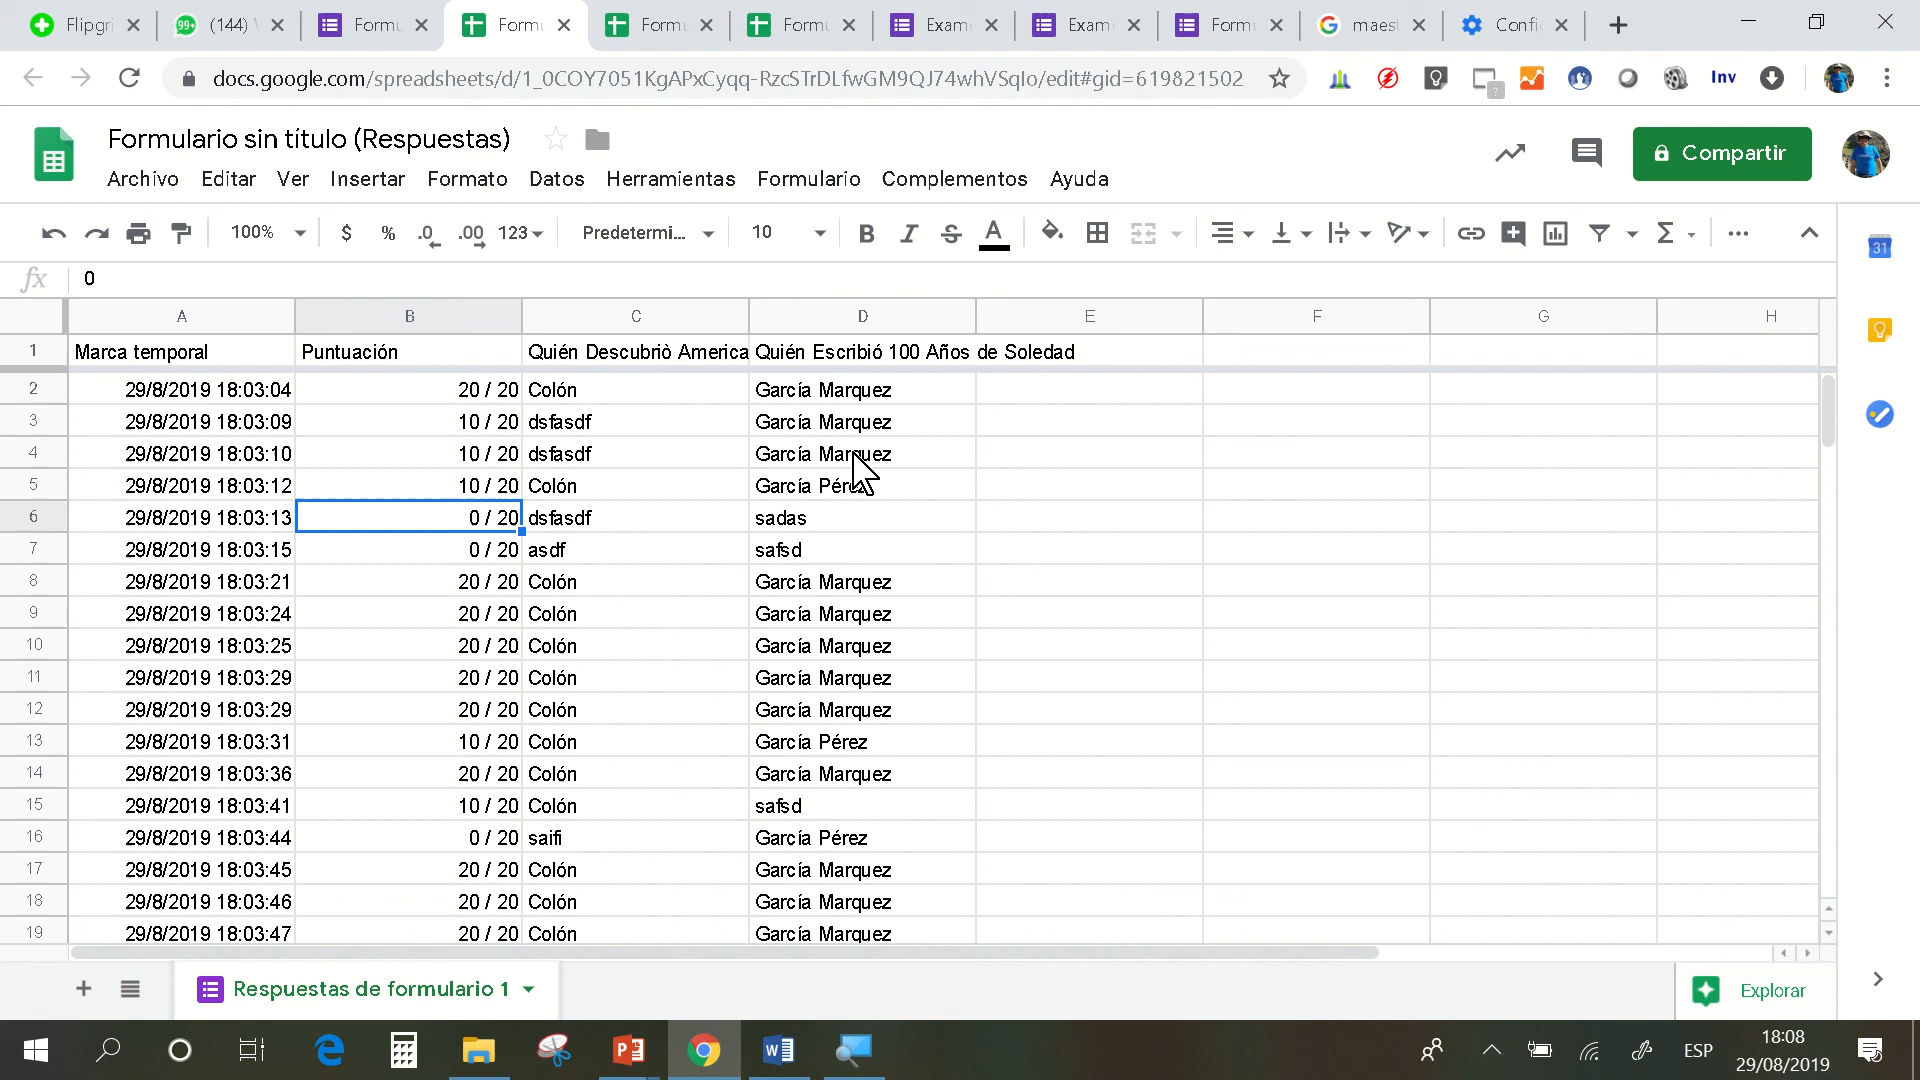 Flipgri
99+ (144)
Formu
Formu
Formu
Formu
Exam
Exam
Formu
maest
Config
docs.google.com/spreadsheets/d/1_0COY7051KgAPxCyqq-RzcSTrDLfwGM9QJ74whVSqIo/edit#gid=619821502
Inv
Formulario sin título (Respuestas)
Compartir
Archivo Editar Ver Insertar Formato Datos Herramientas Formulario Complementos Ayuda
100% $ % .0 .00 123 Predetermi... 10 B I S A
31
fx 0
A B C D E F G H
1 Marca temporal Puntuación Quién Descubriò America Quién Escribió 100 Años de Soledad
2 29/8/2019 18:03:04 20 / 20 Colón García Marquez
3 29/8/2019 18:03:09 10 / 20 dsfasdf García Marquez
4 29/8/2019 18:03:10 10 / 20 dsfasdf García Marquez
5 29/8/2019 18:03:12 10 / 20 Colón García Pérez
6 29/8/2019 18:03:13 0 / 20 dsfasdf sadas
7 29/8/2019 18:03:15 0 / 20 asdf safsd
8 29/8/2019 18:03:21 20 / 20 Colón García Marquez
9 29/8/2019 18:03:24 20 / 20 Colón García Marquez
10 29/8/2019 18:03:25 20 / 20 Colón García Marquez
11 29/8/2019 18:03:29 20 / 20 Colón García Marquez
12 29/8/2019 18:03:29 20 / 20 Colón García Marquez
13 29/8/2019 18:03:31 10 / 20 Colón García Pérez
14 29/8/2019 18:03:36 20 / 20 Colón García Marquez
15 29/8/2019 18:03:41 10 / 20 Colón safsd
16 29/8/2019 18:03:44 0 / 20 saifi García Pérez
17 29/8/2019 18:03:45 20 / 20 Colón García Marquez
18 29/8/2019 18:03:46 20 / 20 Colón García Marquez
19 29/8/2019 18:03:47 20 / 20 Colón García Marquez
Respuestas de formulario 1
Explorar
ESP
18:08
29/08/2019